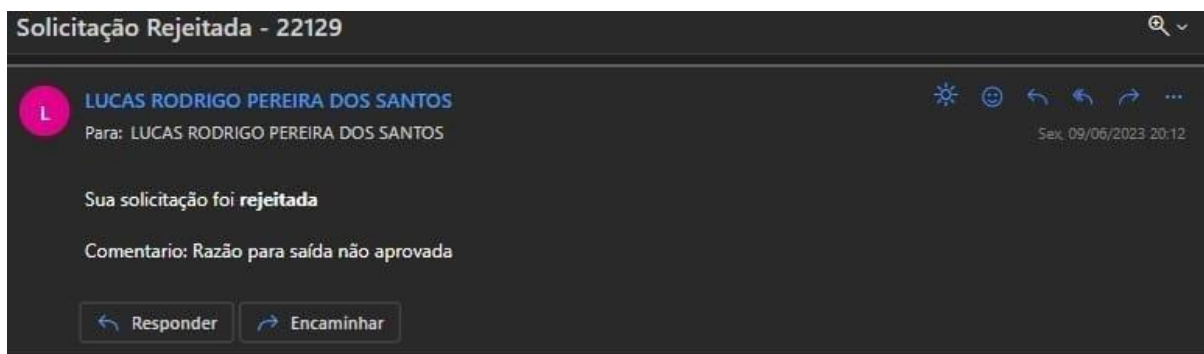 Solicitação Rejeitada - 22129
L
LUCAS RODRIGO PEREIRA DOS SANTOS
Para: LUCAS RODRIGO PEREIRA DOS SANTOS
Sex, 09/06/2023 20:12
Sua solicitação foi rejeitada
Comentario: Razão para saída não aprovada
Responder
Encaminhar